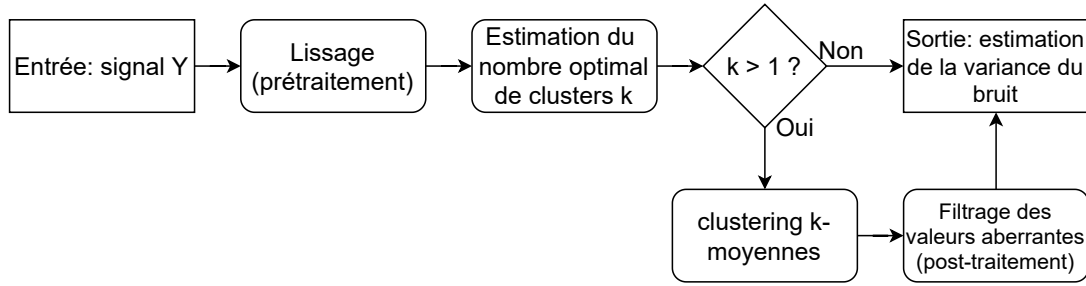 Entrée: signal Y
Lissage
(prétraitement)
Estimation du
nombre optimal
de clusters k
k > 1 ?
Non
Oui
Sortie: estimation
de la variance du
bruit
clustering k-
moyennes
Filtrage des
valeurs aberrantes
(post-traitement)